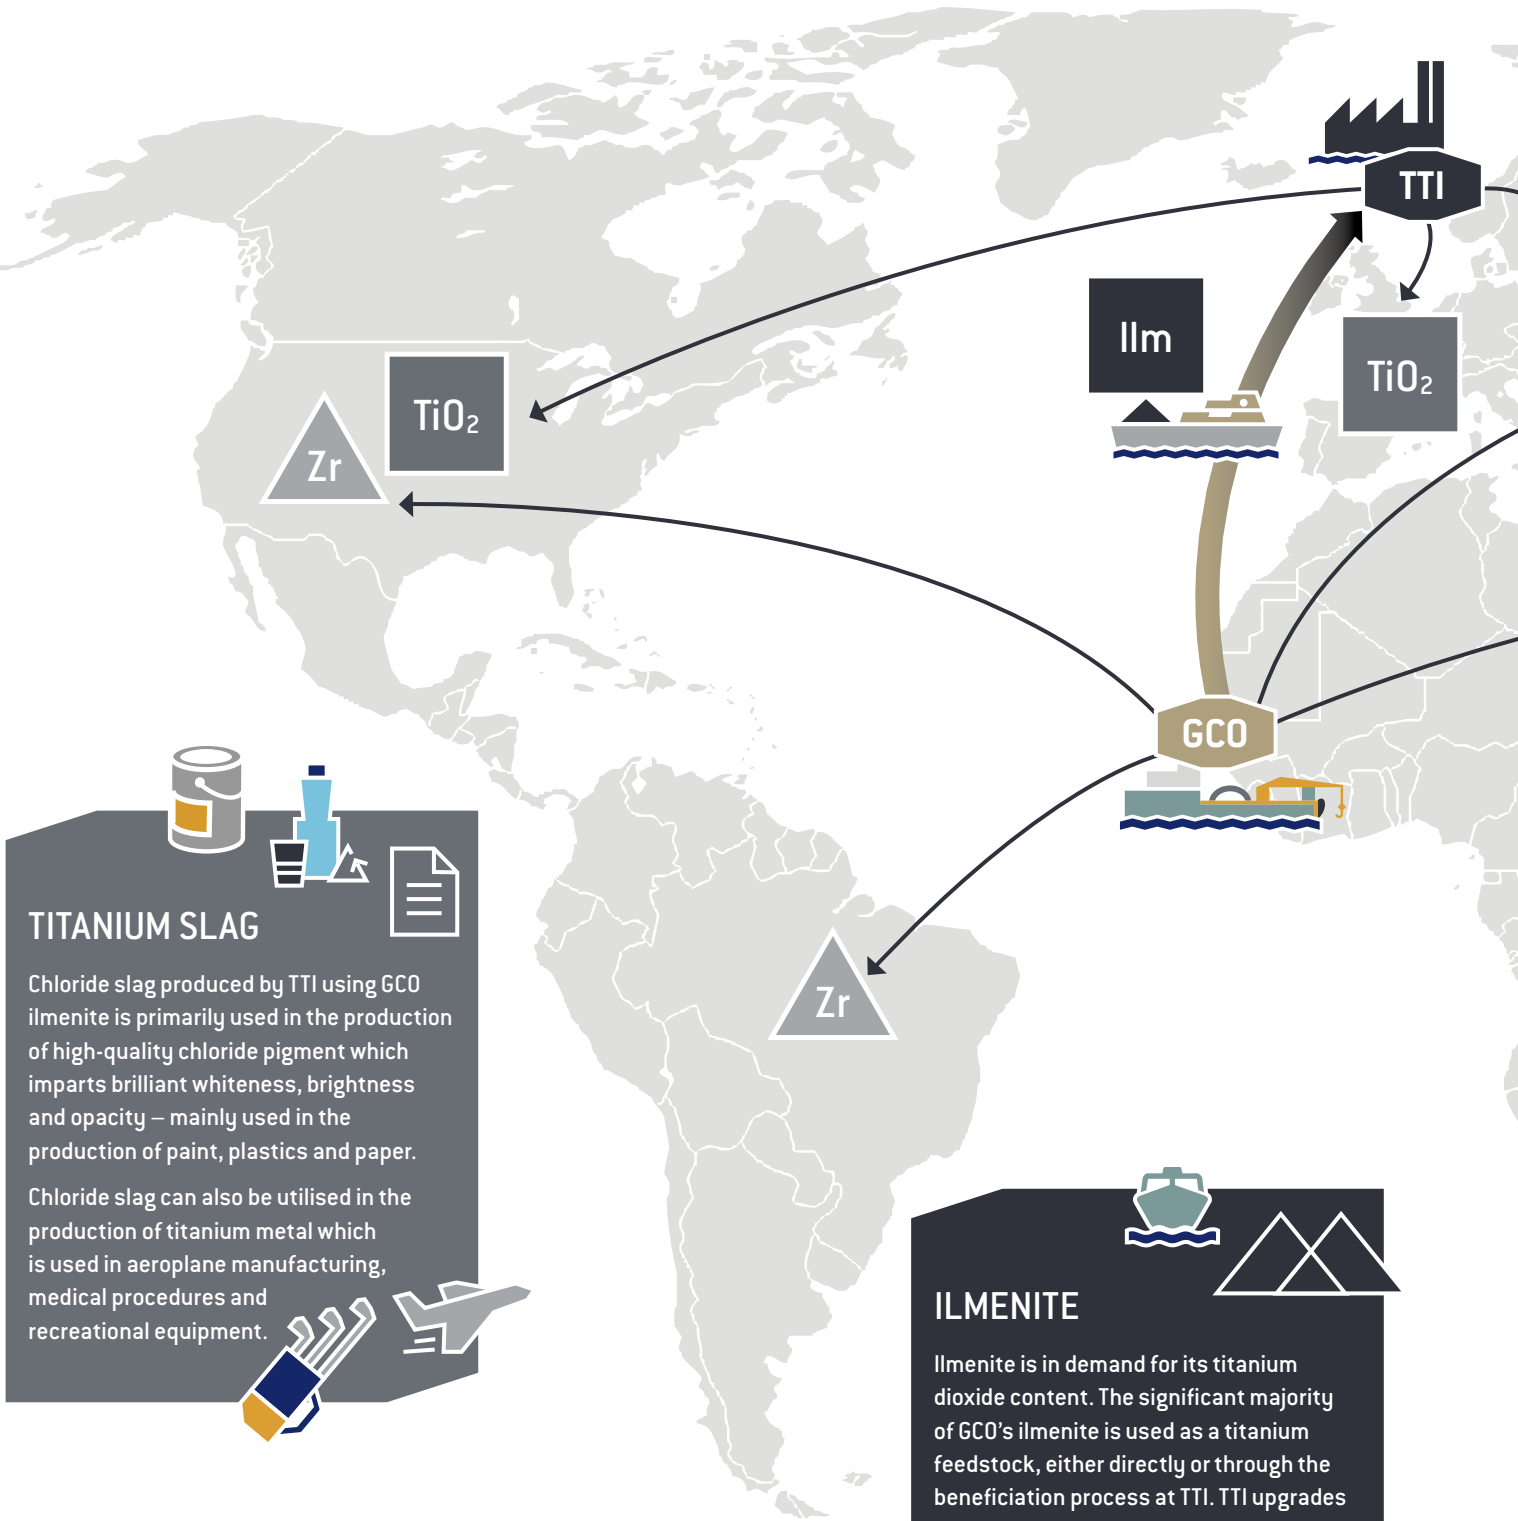 TTI
Ilm
TiO₂
TiO₂
Zr
GCO
Zr
TITANIUM SLAG
Chloride slag produced by TTI using GCO
ilmenite is primarily used in the production
of high-quality chloride pigment which
imparts brilliant whiteness, brightness
and opacity – mainly used in the
production of paint, plastics and paper.
Chloride slag can also be utilised in the
production of titanium metal which
is used in aeroplane manufacturing,
medical procedures and
recreational equipment.
ILMENITE
Ilmenite is in demand for its titanium
dioxide content. The significant majority
of GCO's ilmenite is used as a titanium
feedstock, either directly or through the
beneficiation process at TTI. TTI upgrades